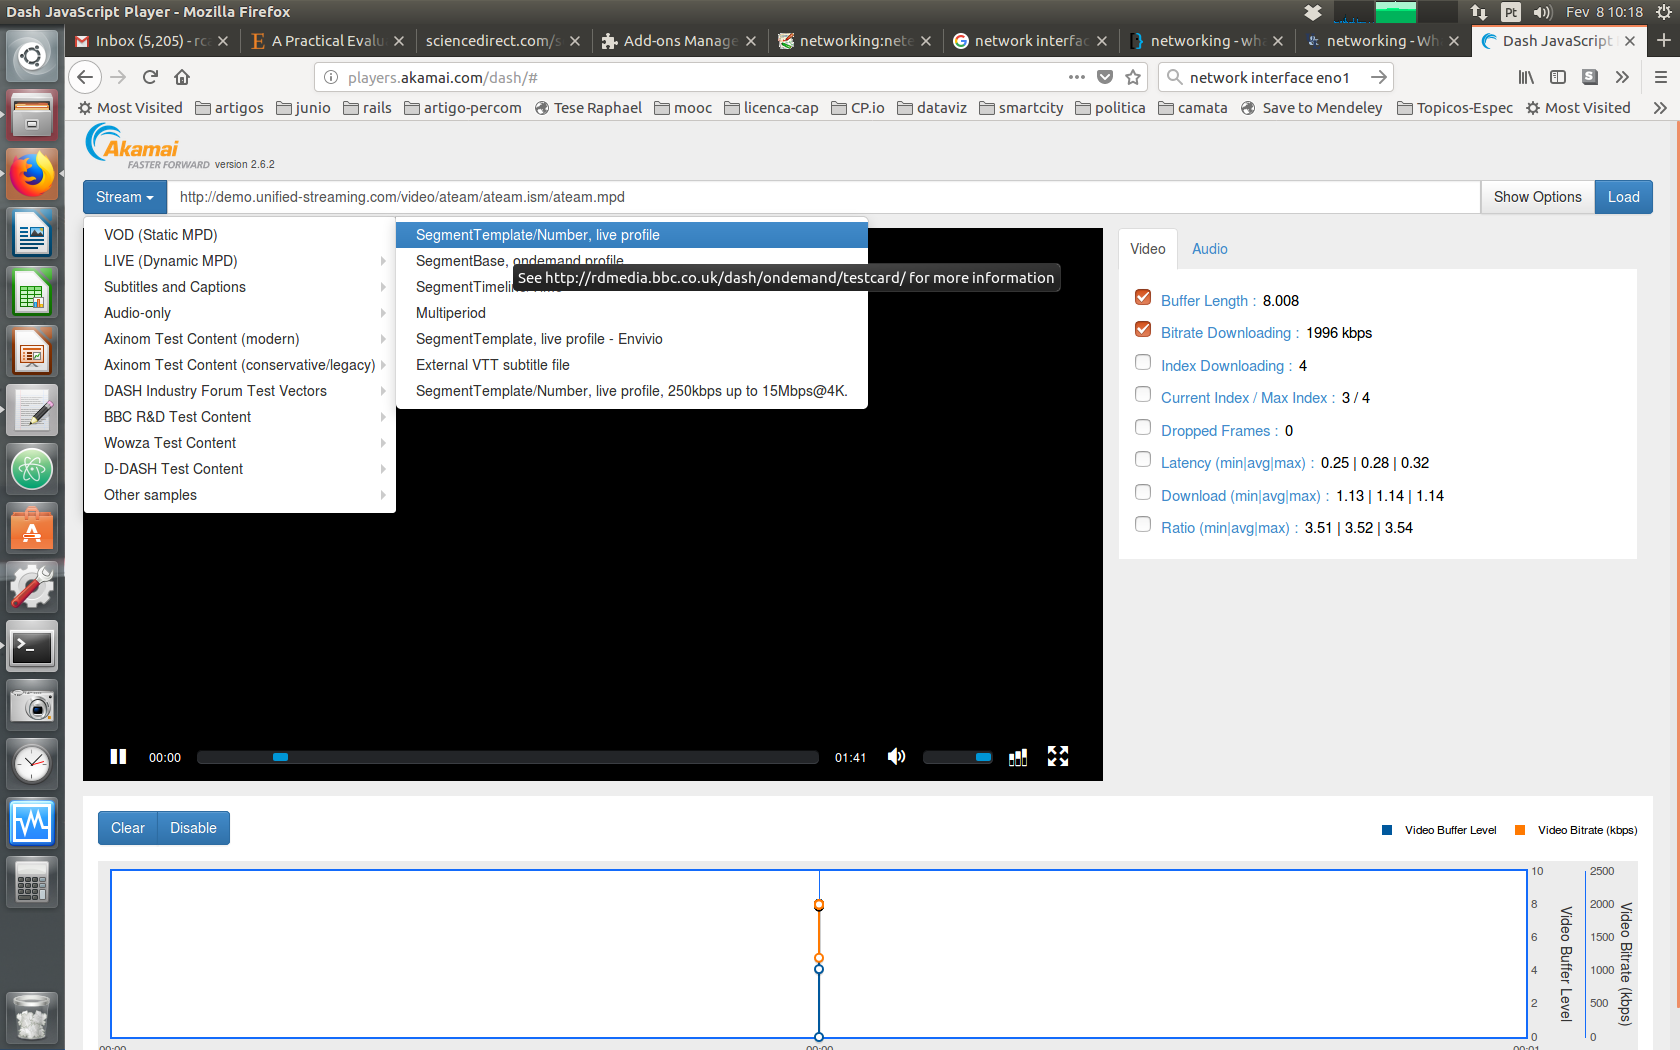 Dash JavaScript Player - Mozilla Firefox
Pt
Fev 8 10:18
Inbox (5,205) - rc
A Practical Evalu
sciencedirect.com/s
Add-ons Manage
networking:nete
network interfac
networking - wha
networking - Wh
Dash JavaScript
players.akamai.com/dash/#
network interface eno1
Most Visited
artigos
junio
rails
artigo-percom
Tese Raphael
mooc
licenca-cap
CP.io
dataviz
smartcity
politica
camata
Save to Mendeley
Topicos-Espec
Most Visited
Akamai
FASTER FORWARD version 2.6.2
Stream
http://demo.unified-streaming.com/video/ateam/ateam.ism/ateam.mpd
Show Options
Load
VOD (Static MPD)
LIVE (Dynamic MPD)
Subtitles and Captions
Audio-only
Axinom Test Content (modern)
Axinom Test Content (conservative/legacy)
DASH Industry Forum Test Vectors
BBC R&D Test Content
Wowza Test Content
D-DASH Test Content
Other samples
SegmentTemplate/Number, live profile
SegmentBase, ondemand profile
See http://rdmedia.bbc.co.uk/dash/ondemand/testcard/ for more information
Multiperiod
SegmentTemplate, live profile - Envivio
External VTT subtitle file
SegmentTemplate/Number, live profile, 250kbps up to 15Mbps@4K.
Video
Audio
Buffer Length : 8.008
Bitrate Downloading : 1996 kbps
Index Downloading : 4
Current Index / Max Index : 3 / 4
Dropped Frames : 0
Latency (min|avg|max) : 0.25 | 0.28 | 0.32
Download (min|avg|max) : 1.13 | 1.14 | 1.14
Ratio (min|avg|max) : 3.51 | 3.52 | 3.54
00:00
01:41
Clear
Disable
Video Buffer Level
Video Bitrate (kbps)
10
8
6
4
2
0
Video Buffer Level
2500
2000
1500
1000
500
0
Video Bitrate (kbps)
00:00
00:00
00:01